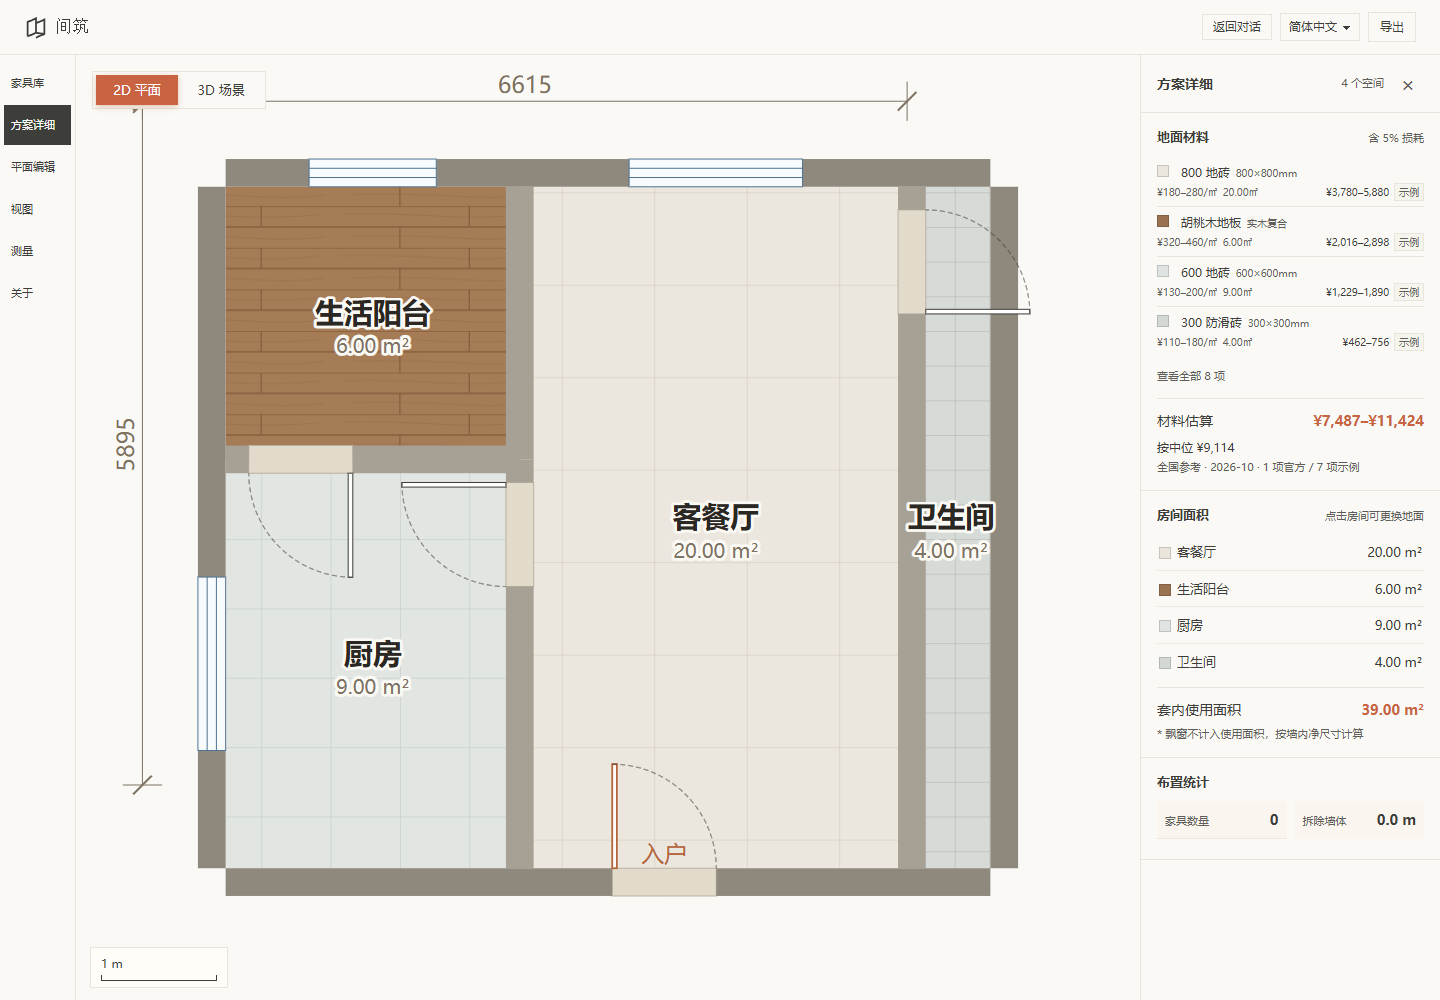 间筑
返回对话
简体中文
导出
家具库
方案详细
平面编辑
视图
测量
关于
2D 平面
3D 场景
6615
5895
生活阳台
6.00 m²
客餐厅
20.00 m²
卫生间
4.00 m²
厨房
9.00 m²
入户
1 m
方案详细
4 个空间
地面材料
含 5% 损耗
800 地砖 800×800mm
¥180–280/㎡ 20.00㎡ ¥3,780–5,880 示例
胡桃木地板 实木复合
¥320–460/㎡ 6.00㎡ ¥2,016–2,898 示例
600 地砖 600×600mm
¥130–200/㎡ 9.00㎡ ¥1,229–1,890 示例
300 防滑砖 300×300mm
¥110–180/㎡ 4.00㎡ ¥462–756 示例
查看全部 8 项
材料估算 ¥7,487–¥11,424
按中位 ¥9,114
全国参考 · 2026-10 · 1 项官方 / 7 项示例
房间面积 点击房间可更换地面
客餐厅 20.00 m²
生活阳台 6.00 m²
厨房 9.00 m²
卫生间 4.00 m²
套内使用面积 39.00 m²
* 飘窗不计入使用面积，按墙内净尺寸计算
布置统计
家具数量 0
拆除墙体 0.0 m